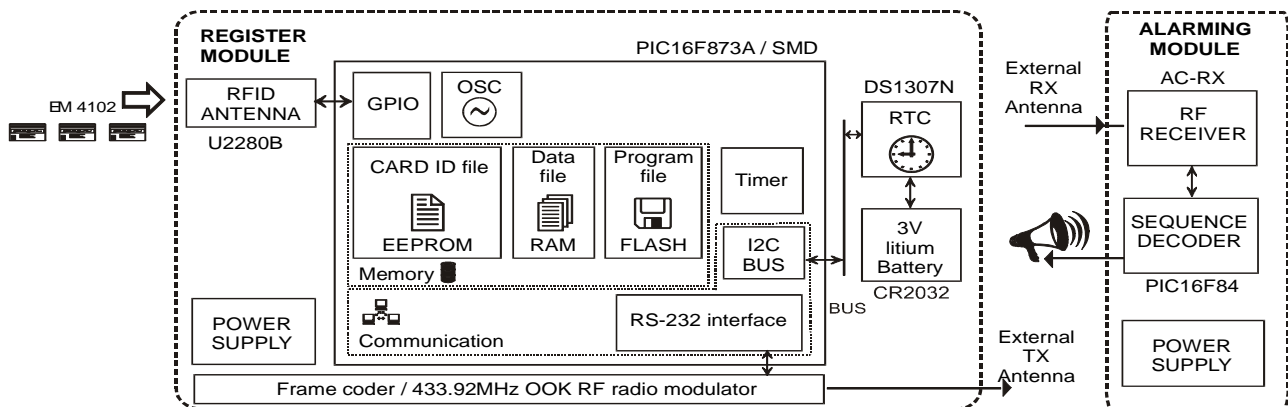 REGISTER
MODULE
PIC16F873A / SMD
ALARMING
MODULE
EM 4102
RFID
ANTENNA
U2280B
GPIO
OSC
DS1307N
RTC
External
RX
Antenna
AC-RX
RF
RECEIVER
CARD ID file
EEPROM
Data
file
RAM
Program
file
FLASH
Memory
Timer
I2C
BUS
3V
litium
Battery
CR2032
BUS
SEQUENCE
DECODER
PIC16F84
POWER
SUPPLY
Communication
RS-232 interface
External
TX
Antenna
POWER
SUPPLY
Frame coder / 433.92MHz OOK RF radio modulator